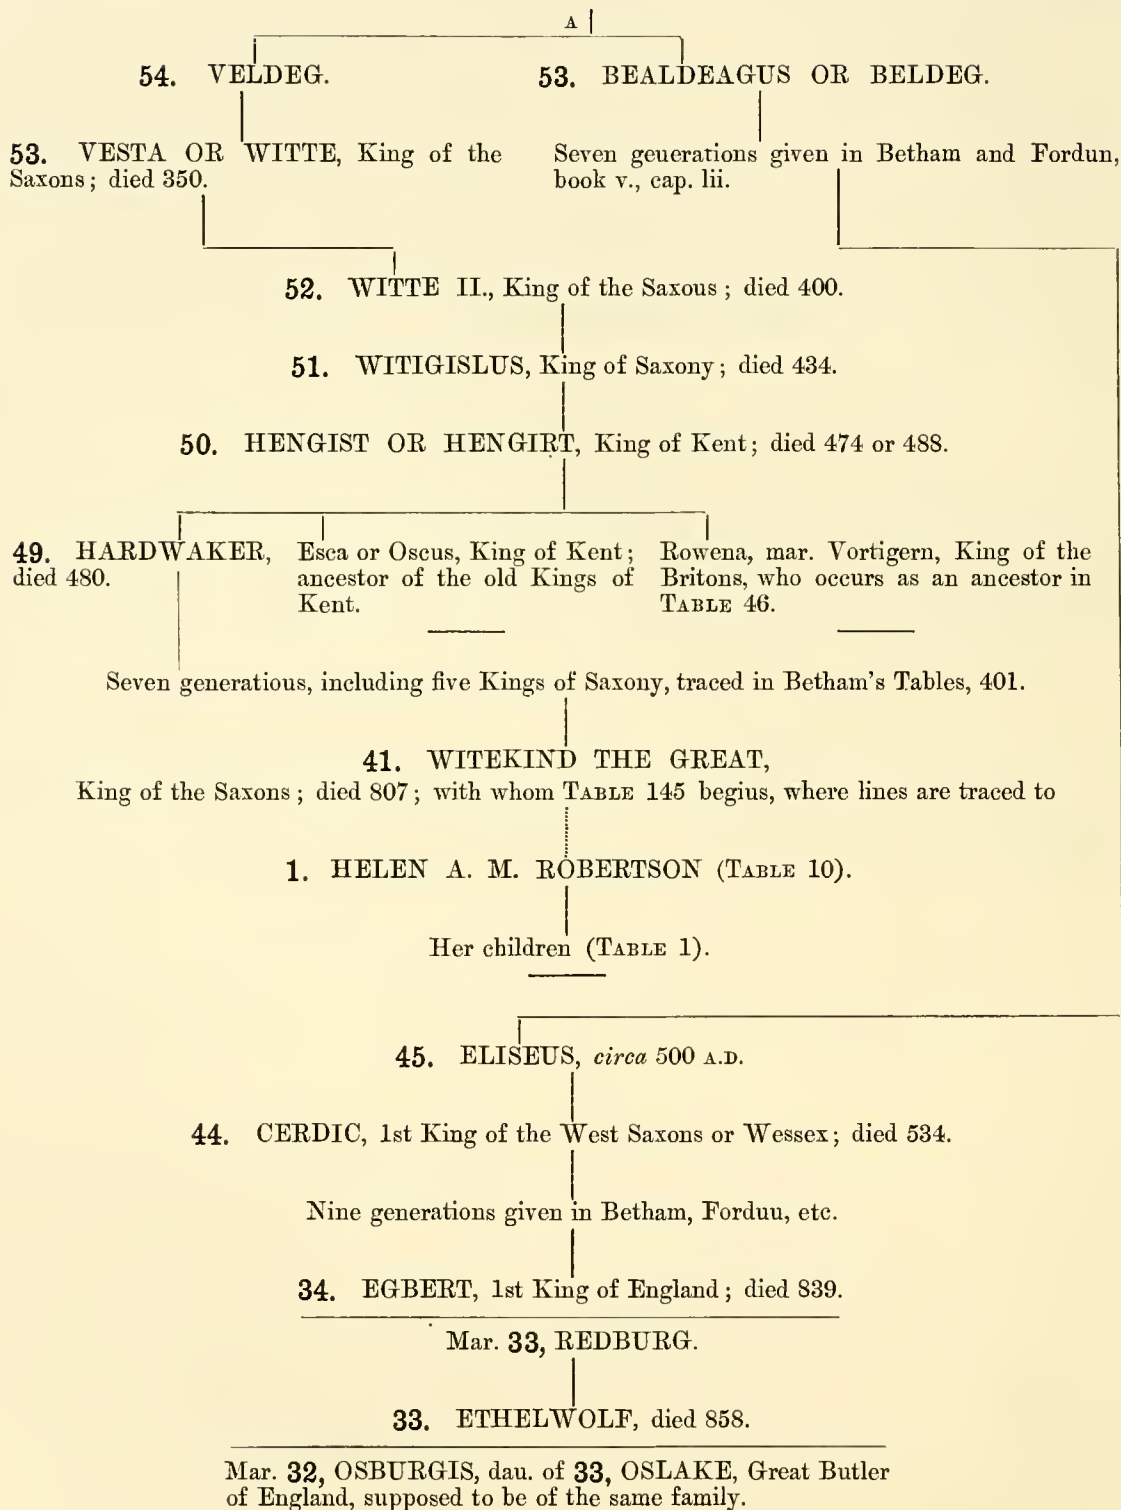 A
54. VELDEG.
53. BEALDEAGUS OR BELDEG.
53. VESTA OR WITTE, King of the
Saxons; died 350.
Seven geuerations given in Betham and Fordun,
book v., cap. lii.
52. WITTE II., King of the Saxous; died 400.
51. WITIGISLUS, King of Saxony; died 434.
50. HENGIST OR HENGIRT, King of Kent; died 474 or 488.
49. HARDWAKER,
died 480.
Esca or Oscus, King of Kent;
ancestor of the old Kings of
Kent.
Rowena, mar. Vortigern, King of the
Britons, who occurs as an ancestor in
TABLE 46.
Seven generatious, including five Kings of Saxony, traced in Betham's Tables, 401.
41. WITEKIND THE GREAT,
King of the Saxons; died 807; with whom TABLE 145 begius, where lines are traced to
1. HELEN A. M. ROBERTSON (TABLE 10).
Her children (TABLE 1).
45. ELISEUS, circa 500 A.D.
44. CERDIC, 1st King of the West Saxons or Wessex; died 534.
Nine generations given in Betham, Forduu, etc.
34. EGBERT, 1st King of England; died 839.
Mar. 33, REDBURG.
33. ETHELWOLF, died 858.
Mar. 32, OSBURGIS, dau. of 33, OSLAKE, Great Butler
of England, supposed to be of the same family.